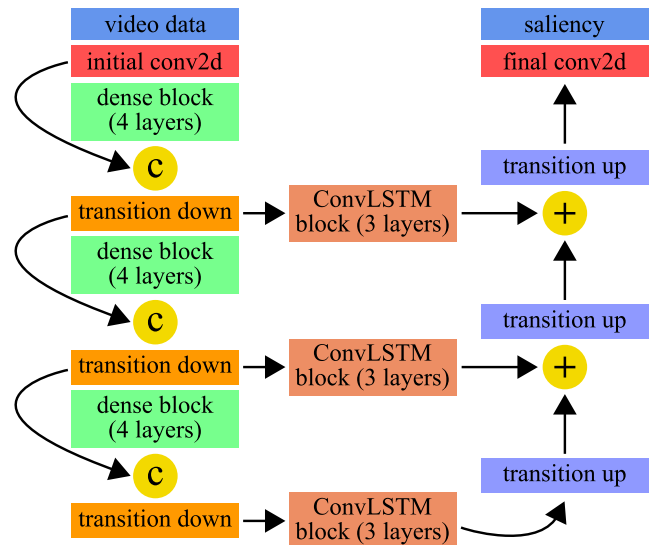 video data
initial conv2d
dense block
(4 layers)
c
transition down
dense block
(4 layers)
c
transition down
dense block
(4 layers)
c
transition down
ConvLSTM
block (3 layers)
ConvLSTM
block (3 layers)
ConvLSTM
block (3 layers)
saliency
final conv2d
transition up
+
transition up
+
transition up